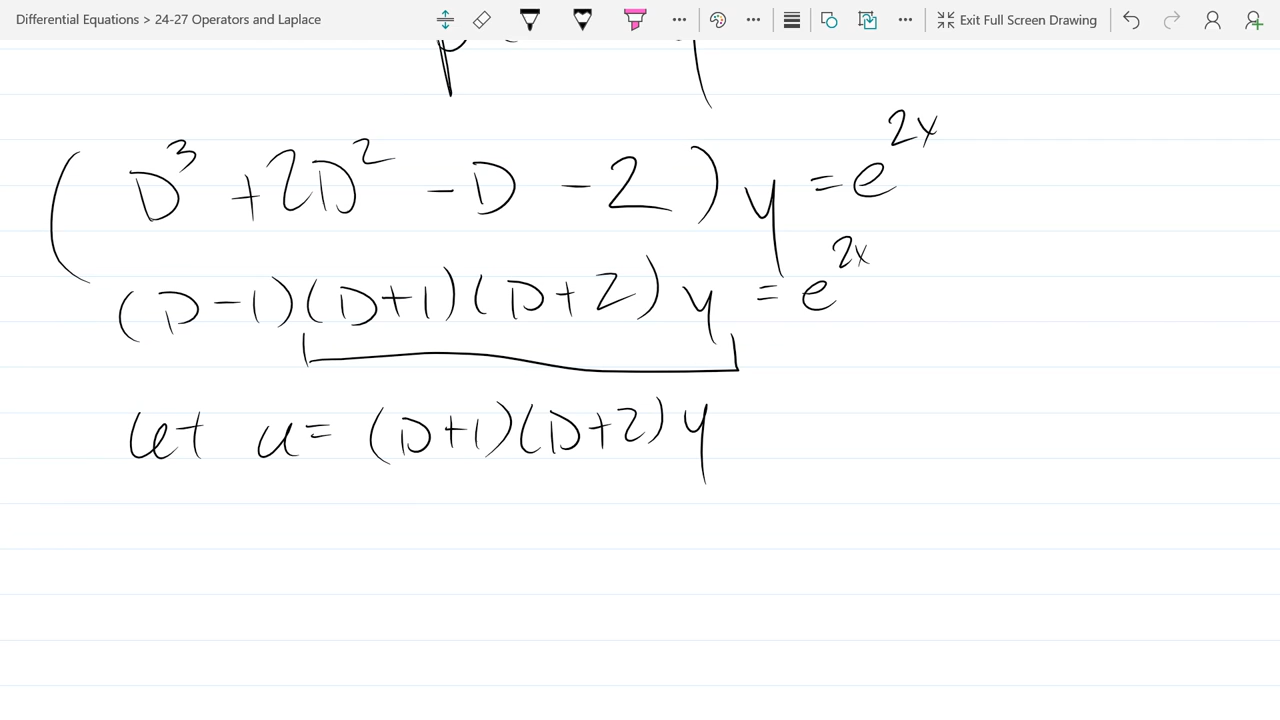 Differential Equations > 24-27 Operators and Laplace
Exit Full Screen Drawing
(D³ + 2D² - D - 2) y = e^{2x}
(D-1)(D+1)(D+2) y = e^{2x}
let u = (D+1)(D+2) y